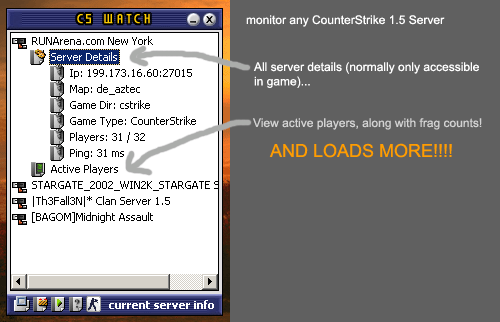 CS WATCH
RUNArena.com New York
Server Details
Ip: 199.173.16.60:27015
Map: de_aztec
Game Dir: cstrike
Game Type: CounterStrike
Players: 31 / 32
Ping: 31 ms
Active Players
STARGATE_2002_WIN2K_STARGATE S
|Th3Fall3N|* Clan Server 1.5
[BAGOM]Midnight Assault
current server info
monitor any CounterStrike 1.5 Server
All server details (normally only accessible
in game)...
View active players, along with frag counts!
AND LOADS MORE!!!!